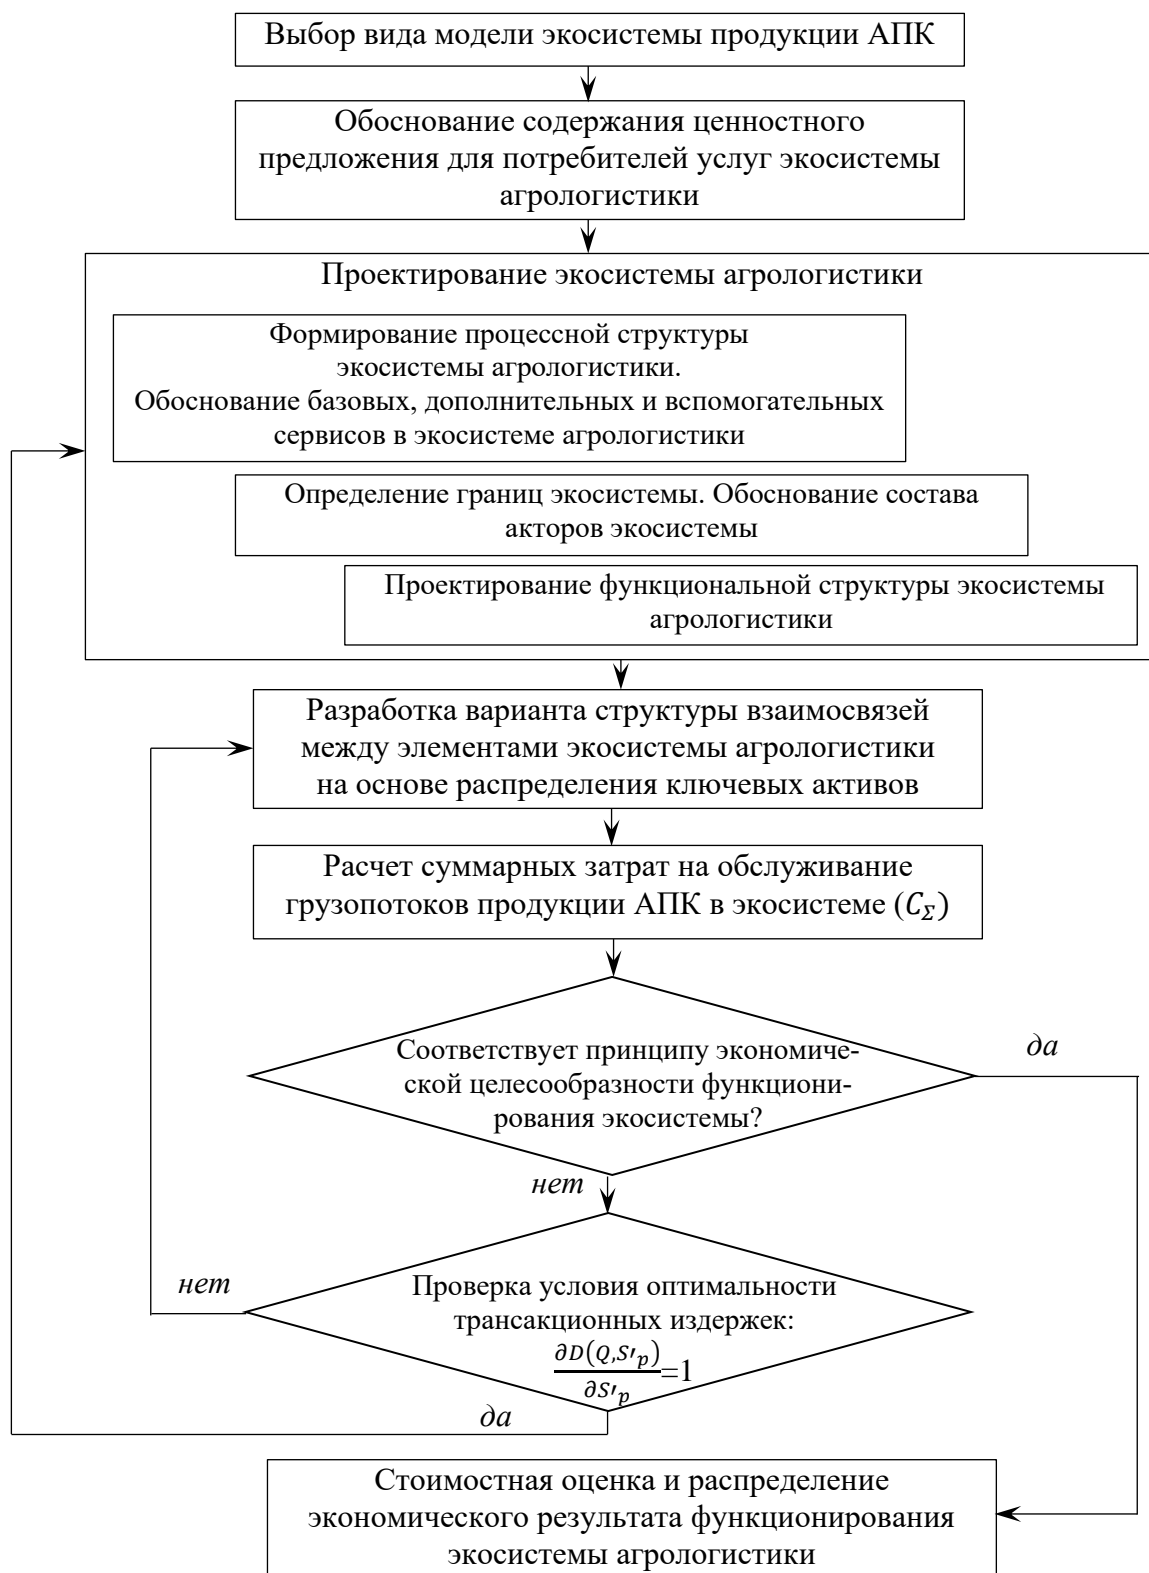 Выбор вида модели экосистемы продукции АПК
Обоснование содержания ценностного
предложения для потребителей услуг экосистемы
агрологистики
Проектирование экосистемы агрологистики
Формирование процессной структуры
экосистемы агрологистики.
Обоснование базовых, дополнительных и вспомогательных
сервисов в экосистеме агрологистики
Определение границ экосистемы. Обоснование состава
акторов экосистемы
Проектирование функциональной структуры экосистемы
агрологистики
Разработка варианта структуры взаимосвязей
между элементами экосистемы агрологистики
на основе распределения ключевых активов
Расчет суммарных затрат на обслуживание
грузопотоков продукции АПК в экосистеме (C_Σ)
Соответствует принципу экономиче-
ской целесообразности функциони-
рования экосистемы?
да
нет
Проверка условия оптимальности
трансакционных издержек:
∂D(Q,S′_p)/∂S′_p=1
нет
да
Стоимостная оценка и распределение
экономического результата функционирования
экосистемы агрологистики